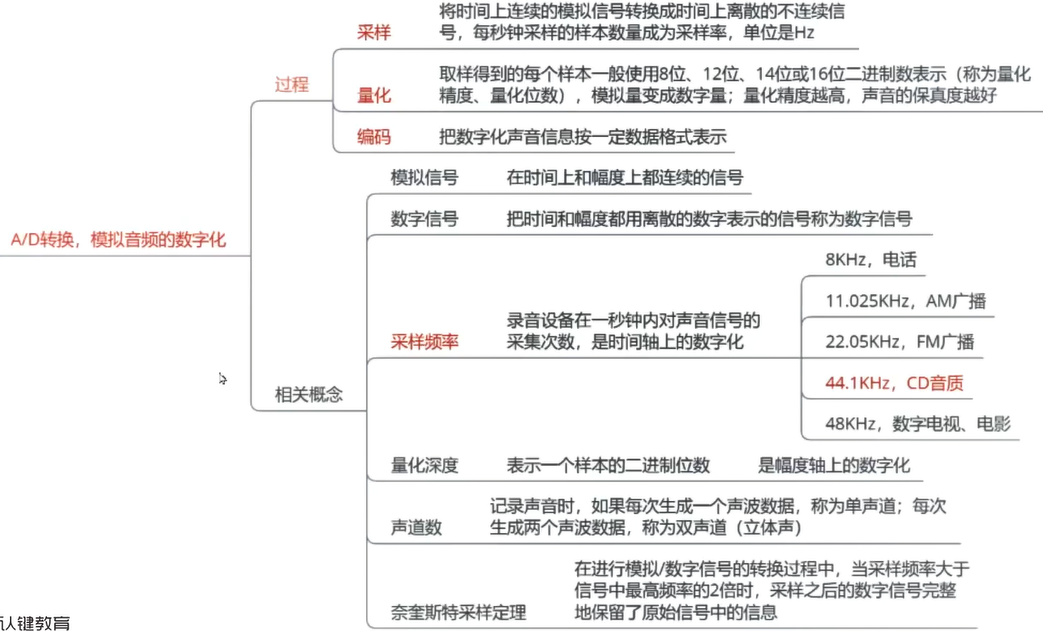 将时间上连续的模拟信号转换成时间上离散的不连续信
采样
号，每秒钟采样的样本数量成为采样率，单位是Hz
过程
取样得到的每个样本一般使用8位、12位、14位或16位二进制数表示（称为量化
量化
精度、量化位数），模拟量变成数字量；量化精度越高，声音的保真度越好
编码
把数字化声音信息按一定数据格式表示
A/D转换，模拟音频的数字化
模拟信号
在时间上和幅度上都连续的信号
数字信号
把时间和幅度都用离散的数字表示的信号称为数字信号
采样频率
录音设备在一秒钟内对声音信号的
采集次数，是时间轴上的数字化
8KHz，电话
11.025KHz，AM广播
22.05KHz，FM广播
44.1KHz，CD音质
48KHz，数字电视、电影
相关概念
量化深度
表示一个样本的二进制位数
是幅度轴上的数字化
声道数
记录声音时，如果每次生成一个声波数据，称为单声道；每次
生成两个声波数据，称为双声道（立体声）
奈奎斯特采样定理
在进行模拟/数字信号的转换过程中，当采样频率大于
信号中最高频率的2倍时，采样之后的数字信号完整
地保留了原始信号中的信息
认键教育